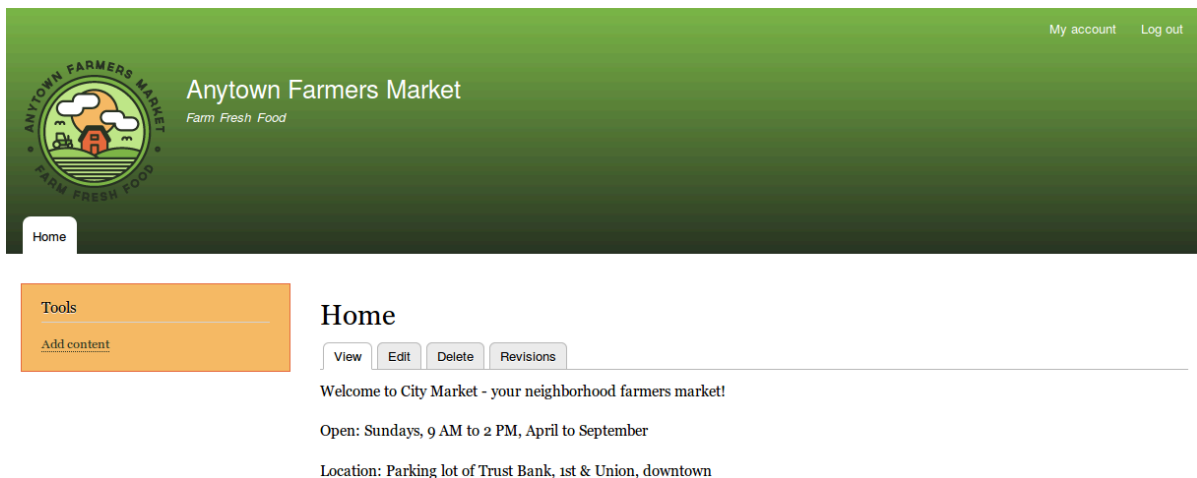 My account Log out
ANYTOWN FARMERS MARKET
FARM FRESH FOOD
Anytown Farmers Market
Farm Fresh Food
Home
Tools
Add content
Home
View Edit Delete Revisions
Welcome to City Market - your neighborhood farmers market!
Open: Sundays, 9 AM to 2 PM, April to September
Location: Parking lot of Trust Bank, 1st & Union, downtown